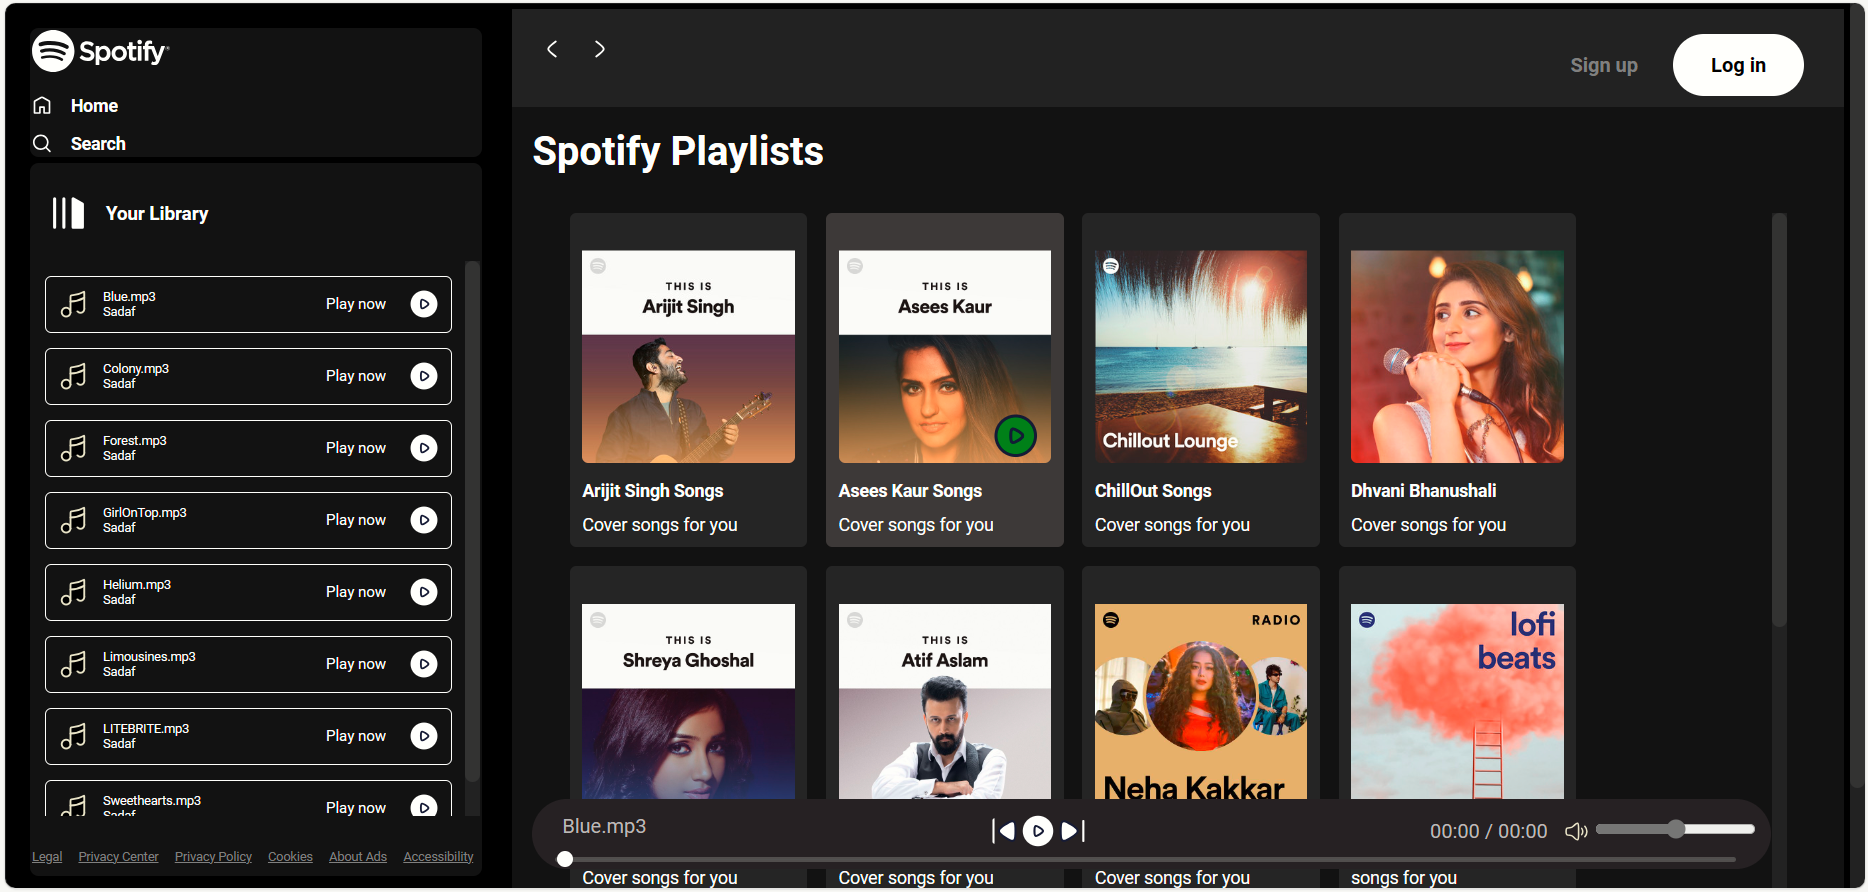 Spotify
Home
Search
Your Library
Blue.mp3
Sadaf
Play now
Colony.mp3
Sadaf
Play now
Forest.mp3
Sadaf
Play now
GirlOnTop.mp3
Sadaf
Play now
Helium.mp3
Sadaf
Play now
Limousines.mp3
Sadaf
Play now
LITEBRITE.mp3
Sadaf
Play now
Sweethearts.mp3
Sadaf
Play now
Legal Privacy Center Privacy Policy Cookies About Ads Accessibility
Sign up
Log in
Spotify Playlists
THIS IS
Arijit Singh
Arijit Singh Songs
Cover songs for you
THIS IS
Asees Kaur
Asees Kaur Songs
Cover songs for you
Chillout Lounge
ChillOut Songs
Cover songs for you
Dhvani Bhanushali
Cover songs for you
THIS IS
Shreya Ghoshal
THIS IS
Atif Aslam
RADIO
Neha Kakkar
lofi
beats
Blue.mp3
00:00 / 00:00
Cover songs for you
Cover songs for you
Cover songs for you
songs for you